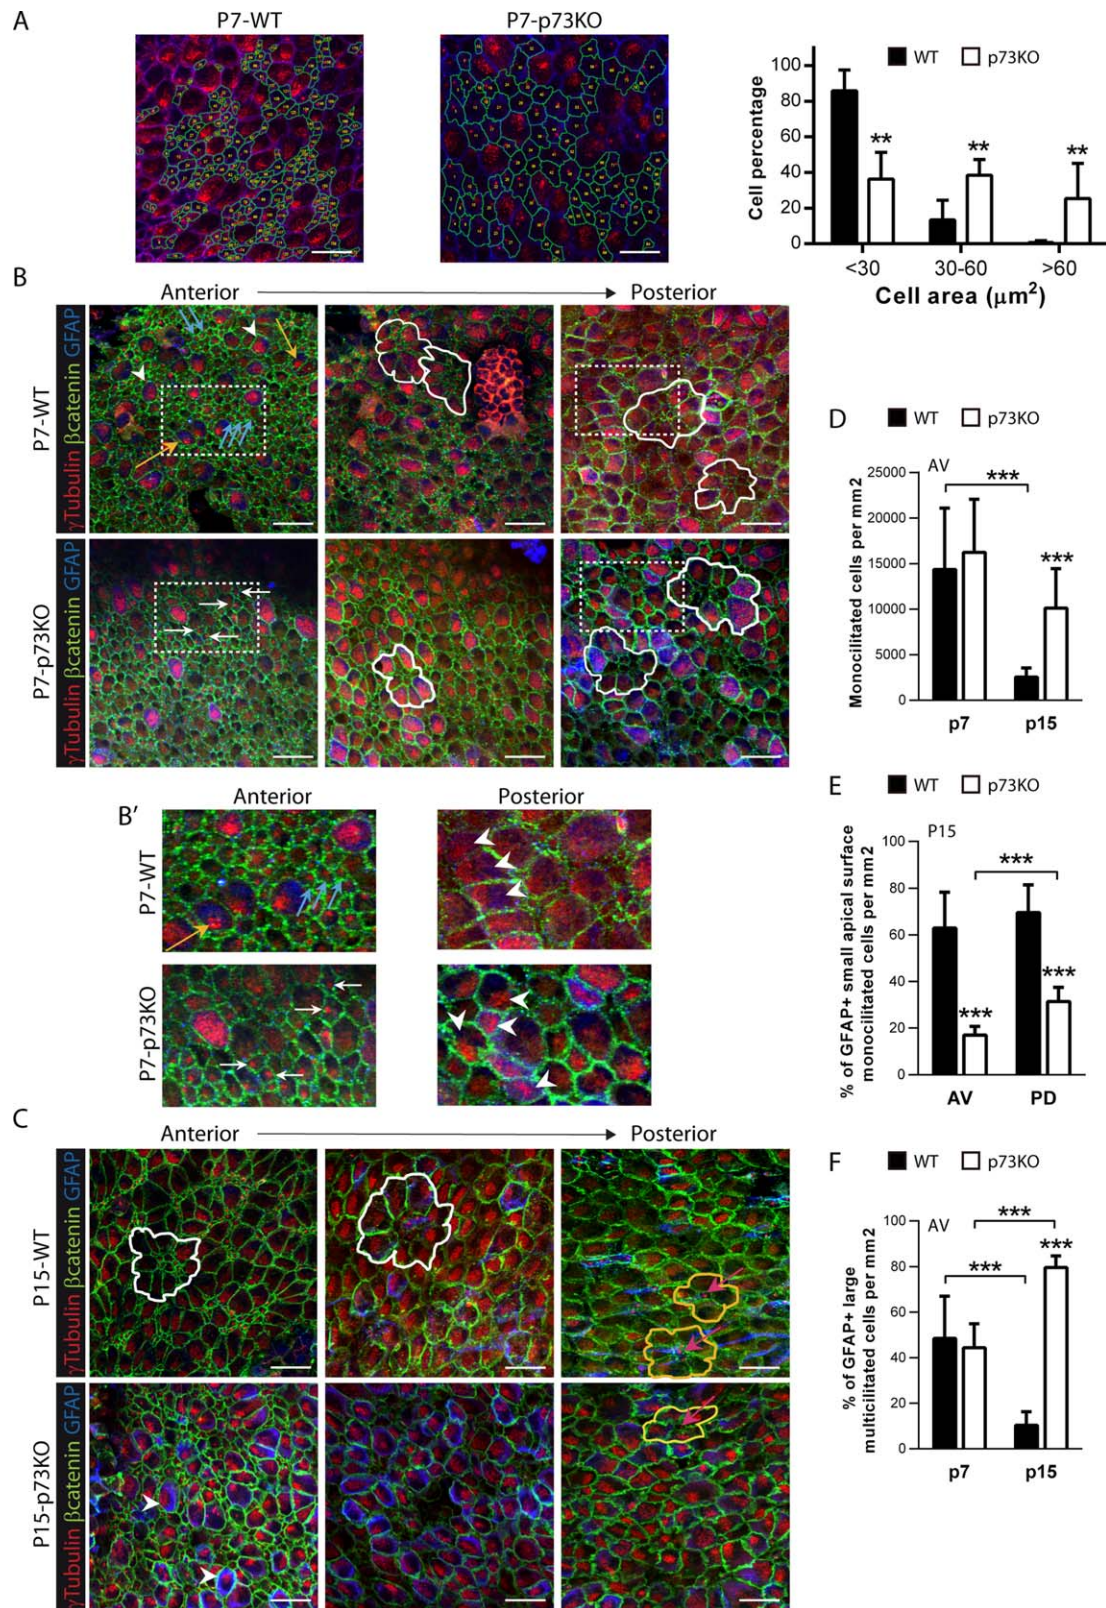 A
P7-WT
P7-p73KO
WT p73KO
Cell percentage
100
80
60
40
20
0
** ** **
<30 30-60 >60
Cell area (μm²)
B
Anterior Posterior
P7-WT
γTubulin βcatenin GFAP
P7-p73KO
γTubulin βcatenin GFAP
B'
Anterior Posterior
P7-WT
P7-p73KO
C
Anterior Posterior
P15-WT
γTubulin βcatenin GFAP
P15-p73KO
γTubulin βcatenin GFAP
D
WT p73KO
AV
Monocilitated cells per mm2
25000
20000
15000
10000
5000
0
*** ***
p7 p15
E
WT p73KO
P15
% of GFAP+ small apical surface
monocilitated cells per mm2
100
80
60
40
20
0
***
*** ***
AV PD
F
WT p73KO
AV
% of GFAP+ large
multicilitated cells per mm2
100
80
60
40
20
0
***
*** ***
p7 p15